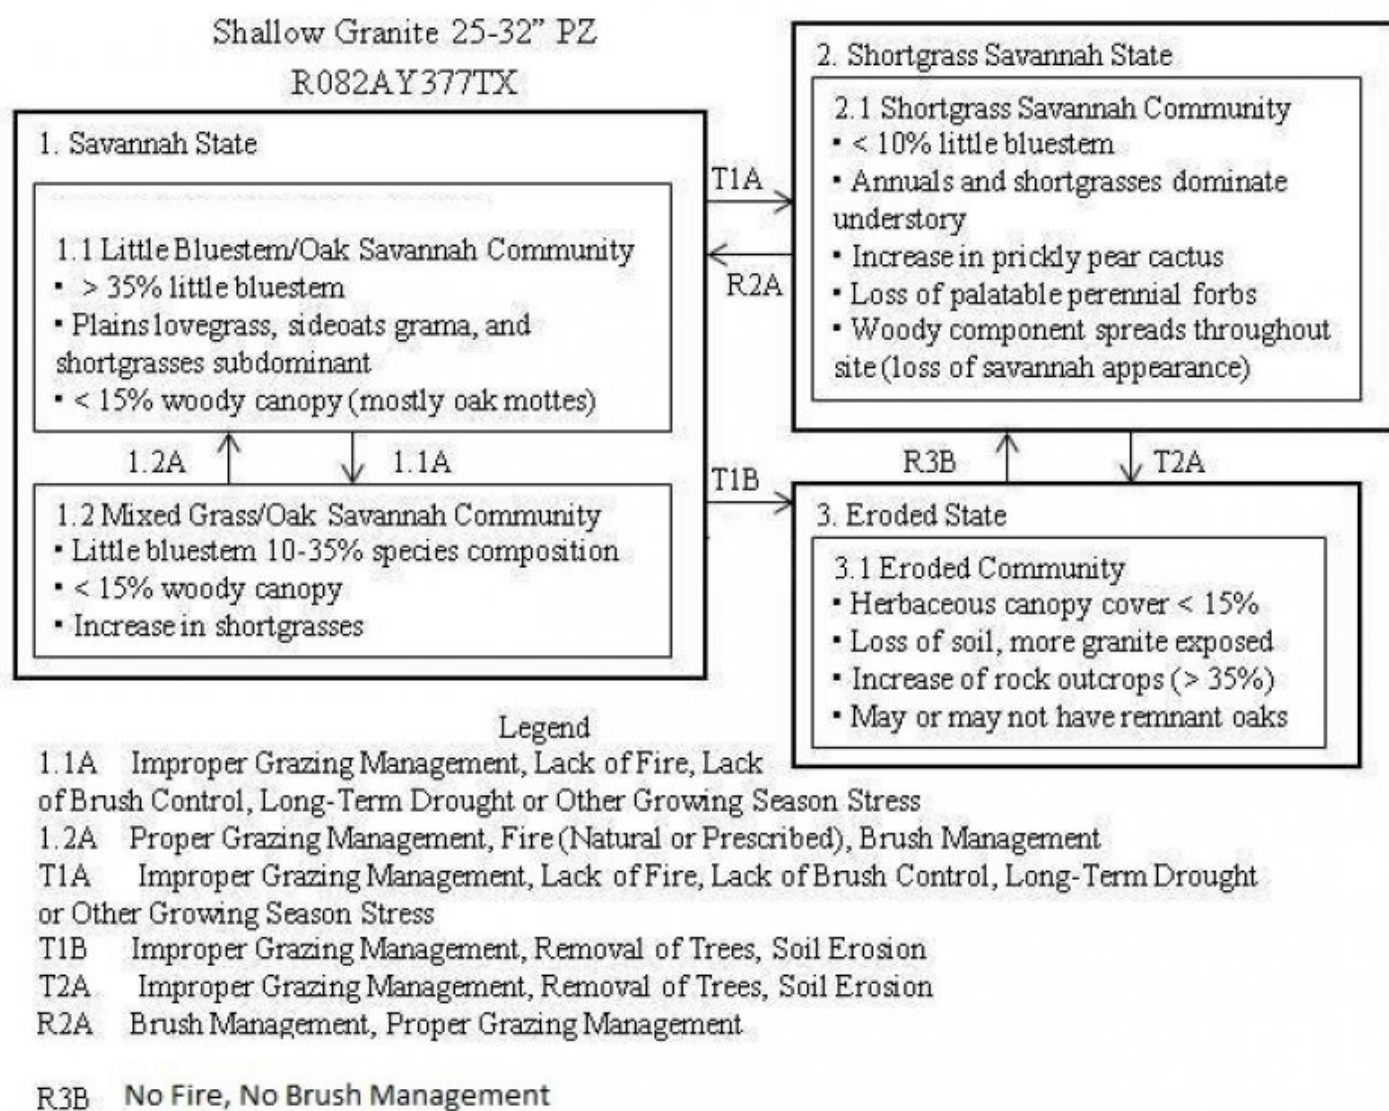 Shallow Granite 25-32” PZ
R082AY377TX
1. Savannah State
1.1 Little Bluestem/Oak Savannah Community
▪ > 35% little bluestem
▪ Plains lovegrass, sideoats grama, and
shortgrasses subdominant
▪ < 15% woody canopy (mostly oak mottes)
1.2A
1.1A
1.2 Mixed Grass/Oak Savannah Community
▪ Little bluestem 10-35% species composition
▪ < 15% woody canopy
▪ Increase in shortgrasses
T1A
R2A
T1B
2. Shortgrass Savannah State
2.1 Shortgrass Savannah Community
▪ < 10% little bluestem
▪ Annuals and shortgrasses dominate
understory
▪ Increase in prickly pear cactus
▪ Loss of palatable perennial forbs
▪ Woody component spreads throughout
site (loss of savannah appearance)
R3B
T2A
3. Eroded State
3.1 Eroded Community
▪ Herbaceous canopy cover < 15%
▪ Loss of soil, more granite exposed
▪ Increase of rock outcrops (> 35%)
▪ May or may not have remnant oaks
Legend
1.1A Improper Grazing Management, Lack of Fire, Lack
of Brush Control, Long-Term Drought or Other Growing Season Stress
1.2A Proper Grazing Management, Fire (Natural or Prescribed), Brush Management
T1A Improper Grazing Management, Lack of Fire, Lack of Brush Control, Long-Term Drought
or Other Growing Season Stress
T1B Improper Grazing Management, Removal of Trees, Soil Erosion
T2A Improper Grazing Management, Removal of Trees, Soil Erosion
R2A Brush Management, Proper Grazing Management
R3B No Fire, No Brush Management